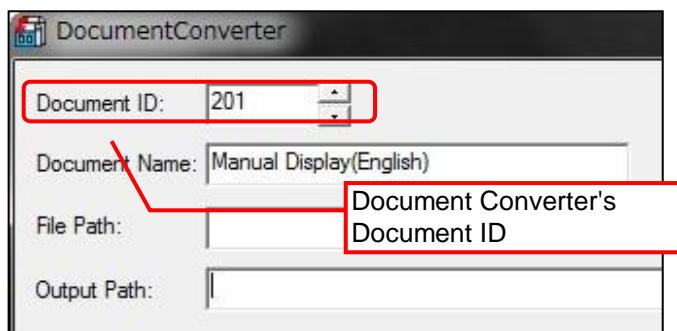 DocumentConverter
Document ID: 201
Document Name: Manual Display(English)
Document Converter's
Document ID
File Path:
Output Path: